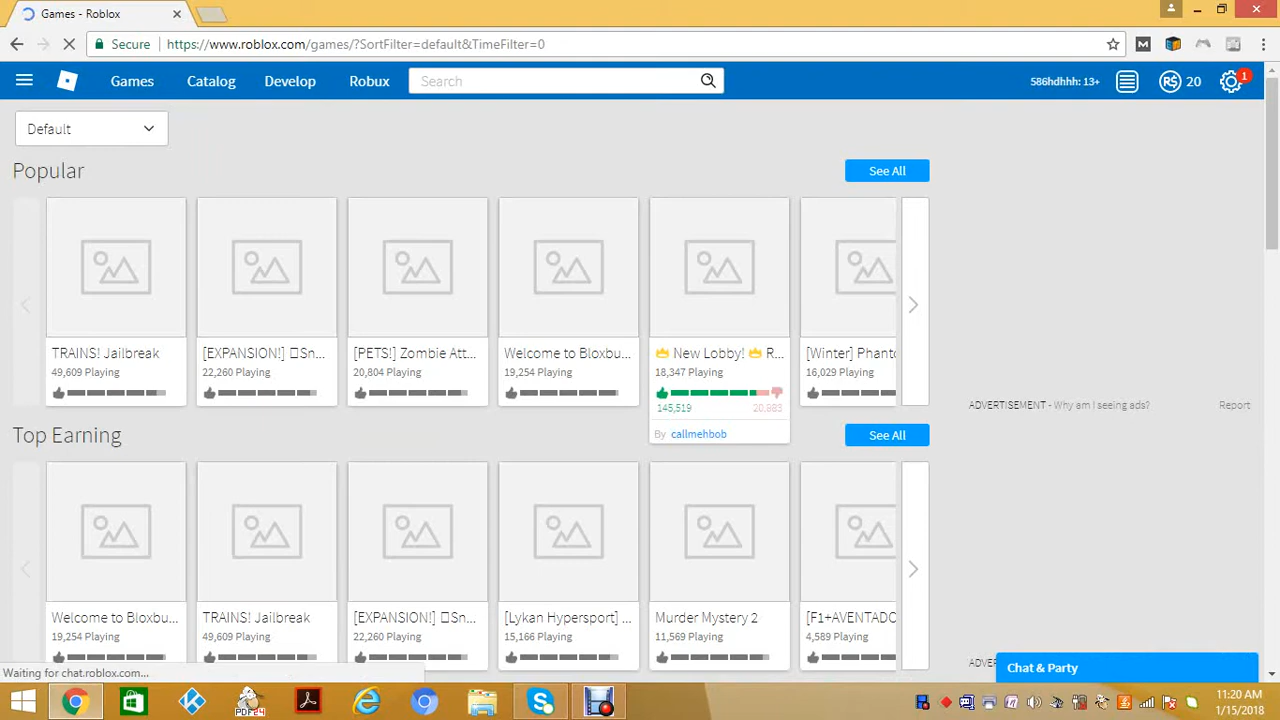 Games - Roblox
Secure https://www.roblox.com/games/?SortFilter=default&TimeFilter=0
Games Catalog Develop Robux Search 586hdhhh: 13+ R$ 20 1
Default
Popular See All
TRAINS! Jailbreak [EXPANSION!] □Sn... [PETS!] Zombie Att... Welcome to Bloxbu... 👑 New Lobby! 👑 R... [Winter] Phanto
49,609 Playing 22,260 Playing 20,804 Playing 19,254 Playing 18,347 Playing 16,029 Playing
145,519 20,983
ADVERTISEMENT - Why am I seeing ads? Report
By callmehbob
Top Earning See All
Welcome to Bloxbu... TRAINS! Jailbreak [EXPANSION!] □Sn... [Lykan Hypersport] ... Murder Mystery 2 [F1+AVENTADO
19,254 Playing 49,609 Playing 22,260 Playing 15,166 Playing 11,569 Playing 4,589 Playing
ADVER
Chat & Party
Waiting for chat.roblox.com...
PDF24
11:20 AM
1/15/2018